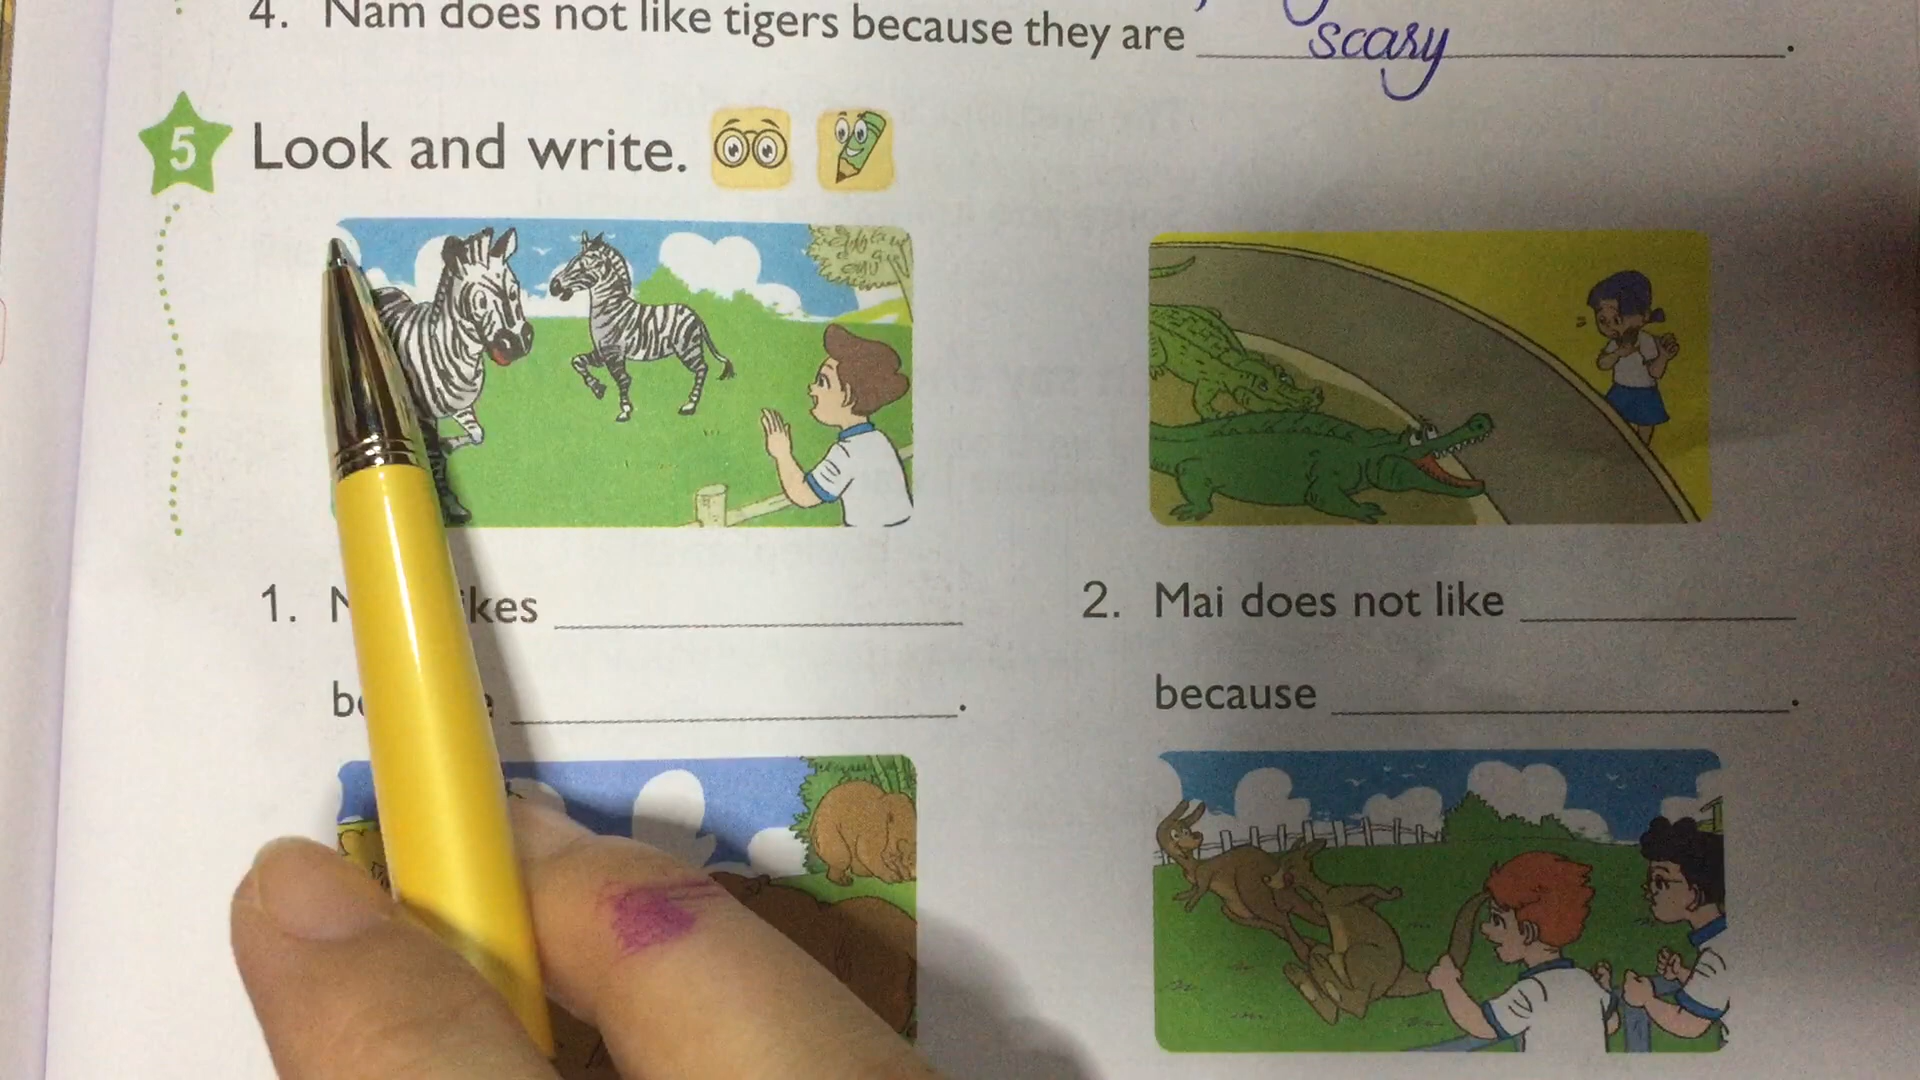 4. Nam does not like tigers because they are scary.
5 Look and write.
1. likes
.
2. Mai does not like
because .